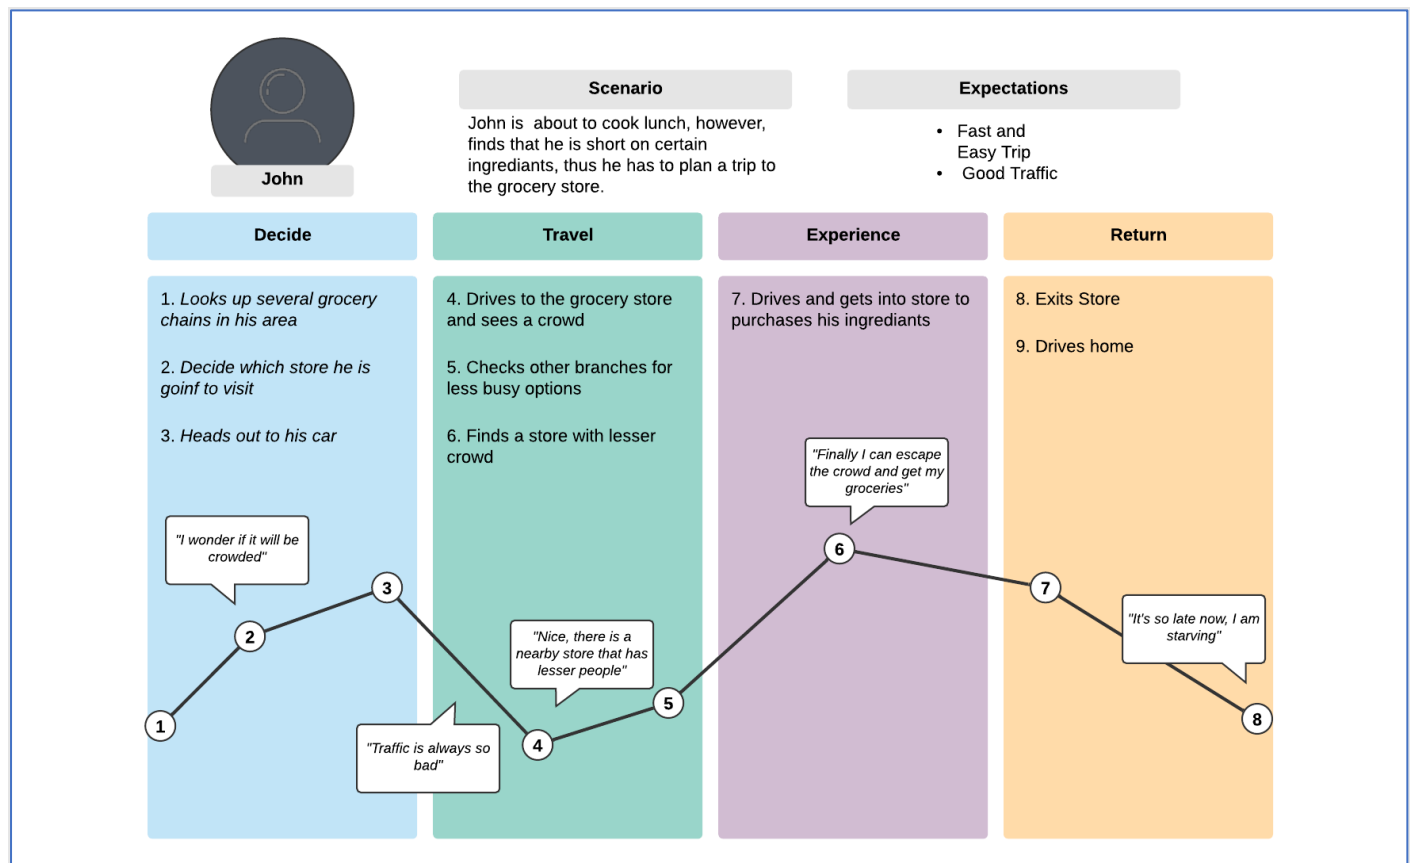 John
Scenario
John is  about to cook lunch, however,
finds that he is short on certain
ingrediants, thus he has to plan a trip to
the grocery store.
Expectations
• Fast and
Easy Trip
• Good Traffic
Decide
Travel
Experience
Return
1. Looks up several grocery
chains in his area
2. Decide which store he is
goinf to visit
3. Heads out to his car
4. Drives to the grocery store
and sees a crowd
5. Checks other branches for
less busy options
6. Finds a store with lesser
crowd
7. Drives and gets into store to
purchases his ingrediants
8. Exits Store
9. Drives home
"I wonder if it will be
crowded"
"Traffic is always so
bad"
"Nice, there is a
nearby store that has
lesser people"
"Finally I can escape
the crowd and get my
groceries"
"It's so late now, I am
starving"
1
2
3
4
5
6
7
8